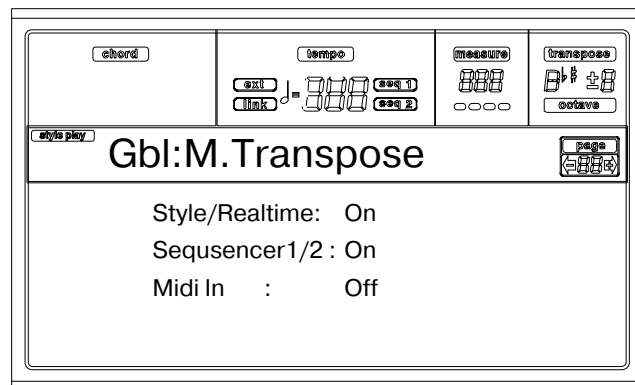 chord tempo measure transpose
ext seq 1
link seq 2
octave
style play
Gbl:M.Transpose
page
Style/Realtime: On
Sequsencer1/2 : On
Midi In : Off